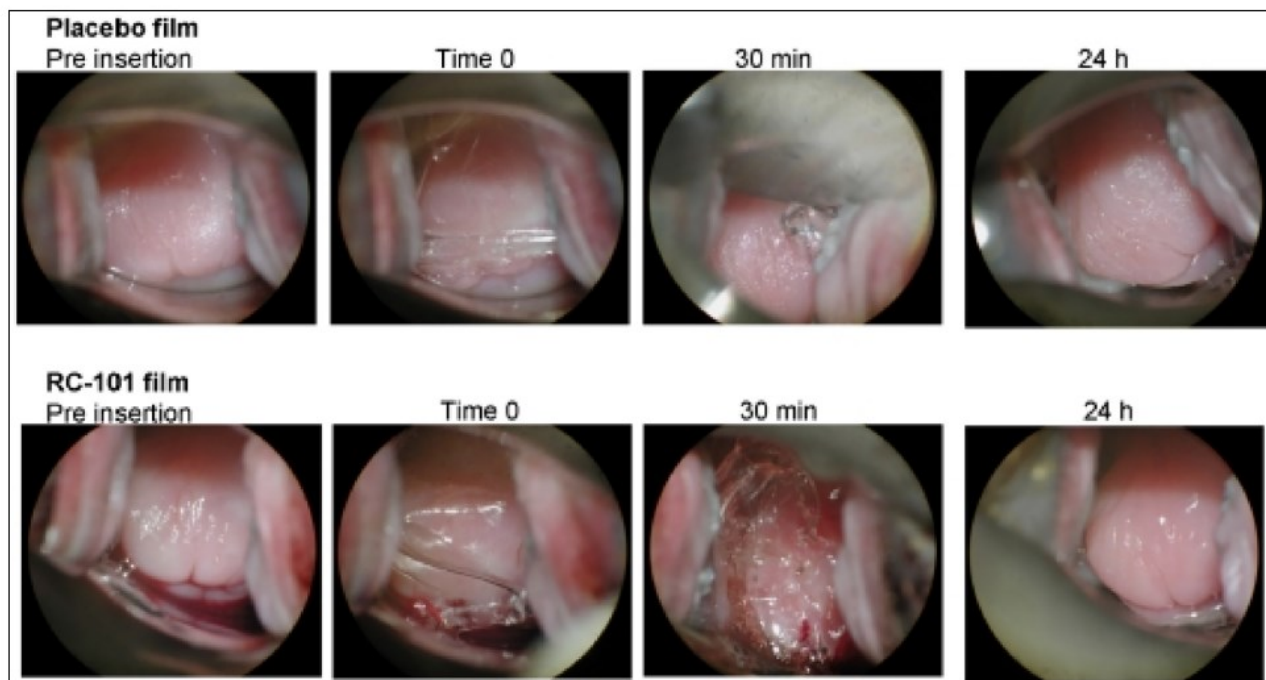 Placebo film
Pre insertion Time 0 30 min 24 h
RC-101 film
Pre insertion Time 0 30 min 24 h